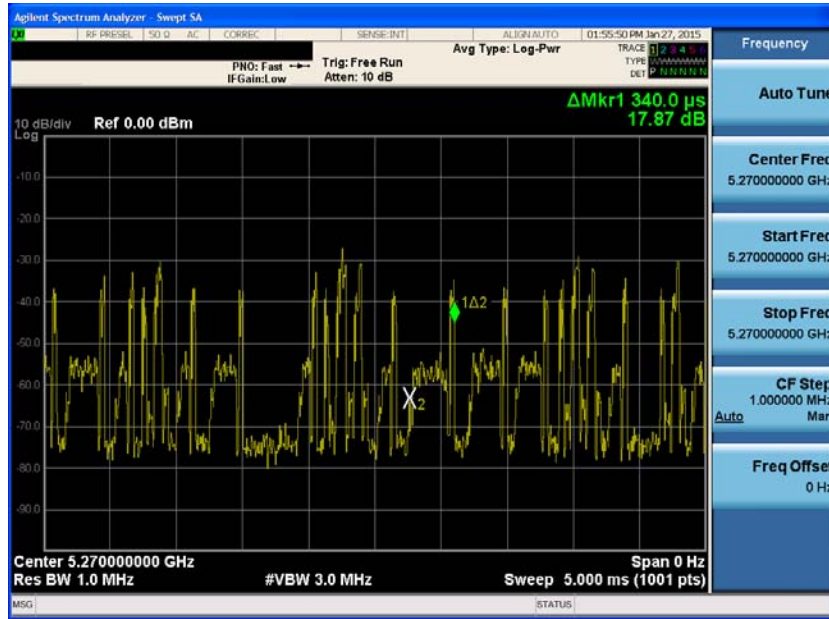 Agilent Spectrum Analyzer - Swept SA
RF PRESEL 50 Ω AC CORREC SENSE:INT ALIGN AUTO 01:55:50 PM Jan 27, 2015
Avg Type: Log-Pwr TRACE 1 2 3 4 5 6
PNO: Fast Trig: Free Run TYPE
IFGain:Low Atten: 10 dB DET P N N N N N
ΔMkr1 340.0 µs
17.87 dB
10 dB/div Ref 0.00 dBm
Log
-10.0
-20.0
-30.0
-40.0
-50.0
-60.0
-70.0
-80.0
-90.0
1Δ2
X2
Center 5.270000000 GHz Span 0 Hz
Res BW 1.0 MHz #VBW 3.0 MHz Sweep 5.000 ms (1001 pts)
MSG STATUS
Frequency
Auto Tune
Center Freq
5.270000000 GHz
Start Freq
5.270000000 GHz
Stop Freq
5.270000000 GHz
CF Step
1.000000 MHz
Auto Man
Freq Offset
0 Hz